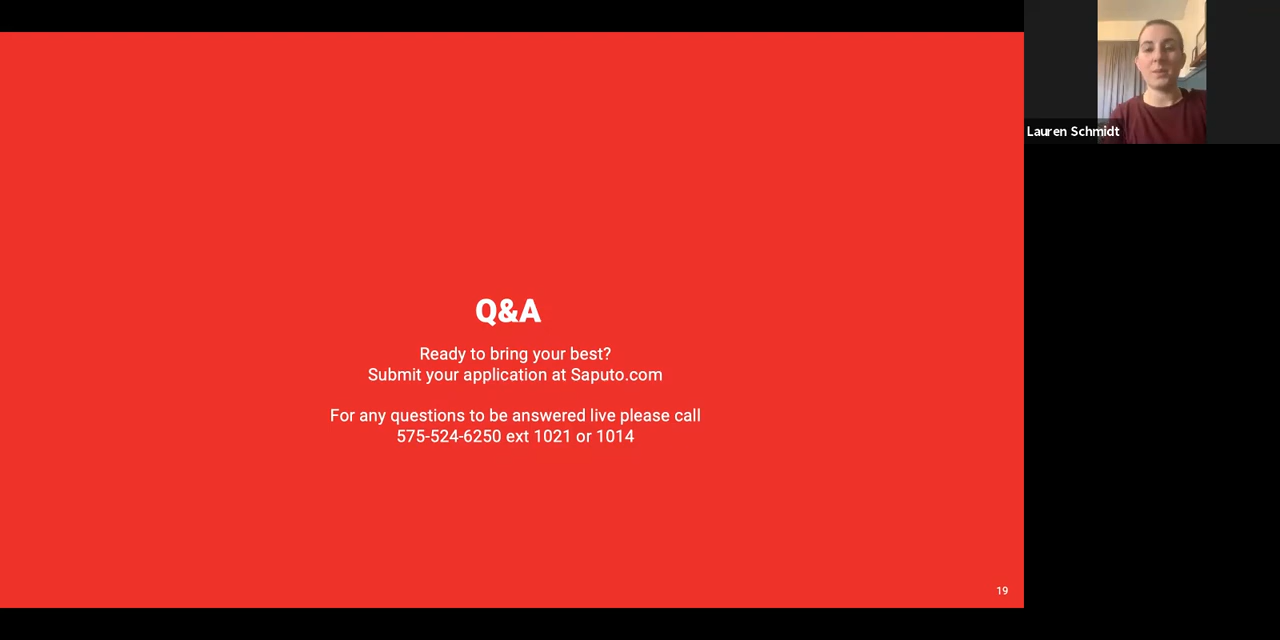 Lauren Schmidt
Q&A
Ready to bring your best?
Submit your application at Saputo.com
For any questions to be answered live please call
575-524-6250 ext 1021 or 1014
19